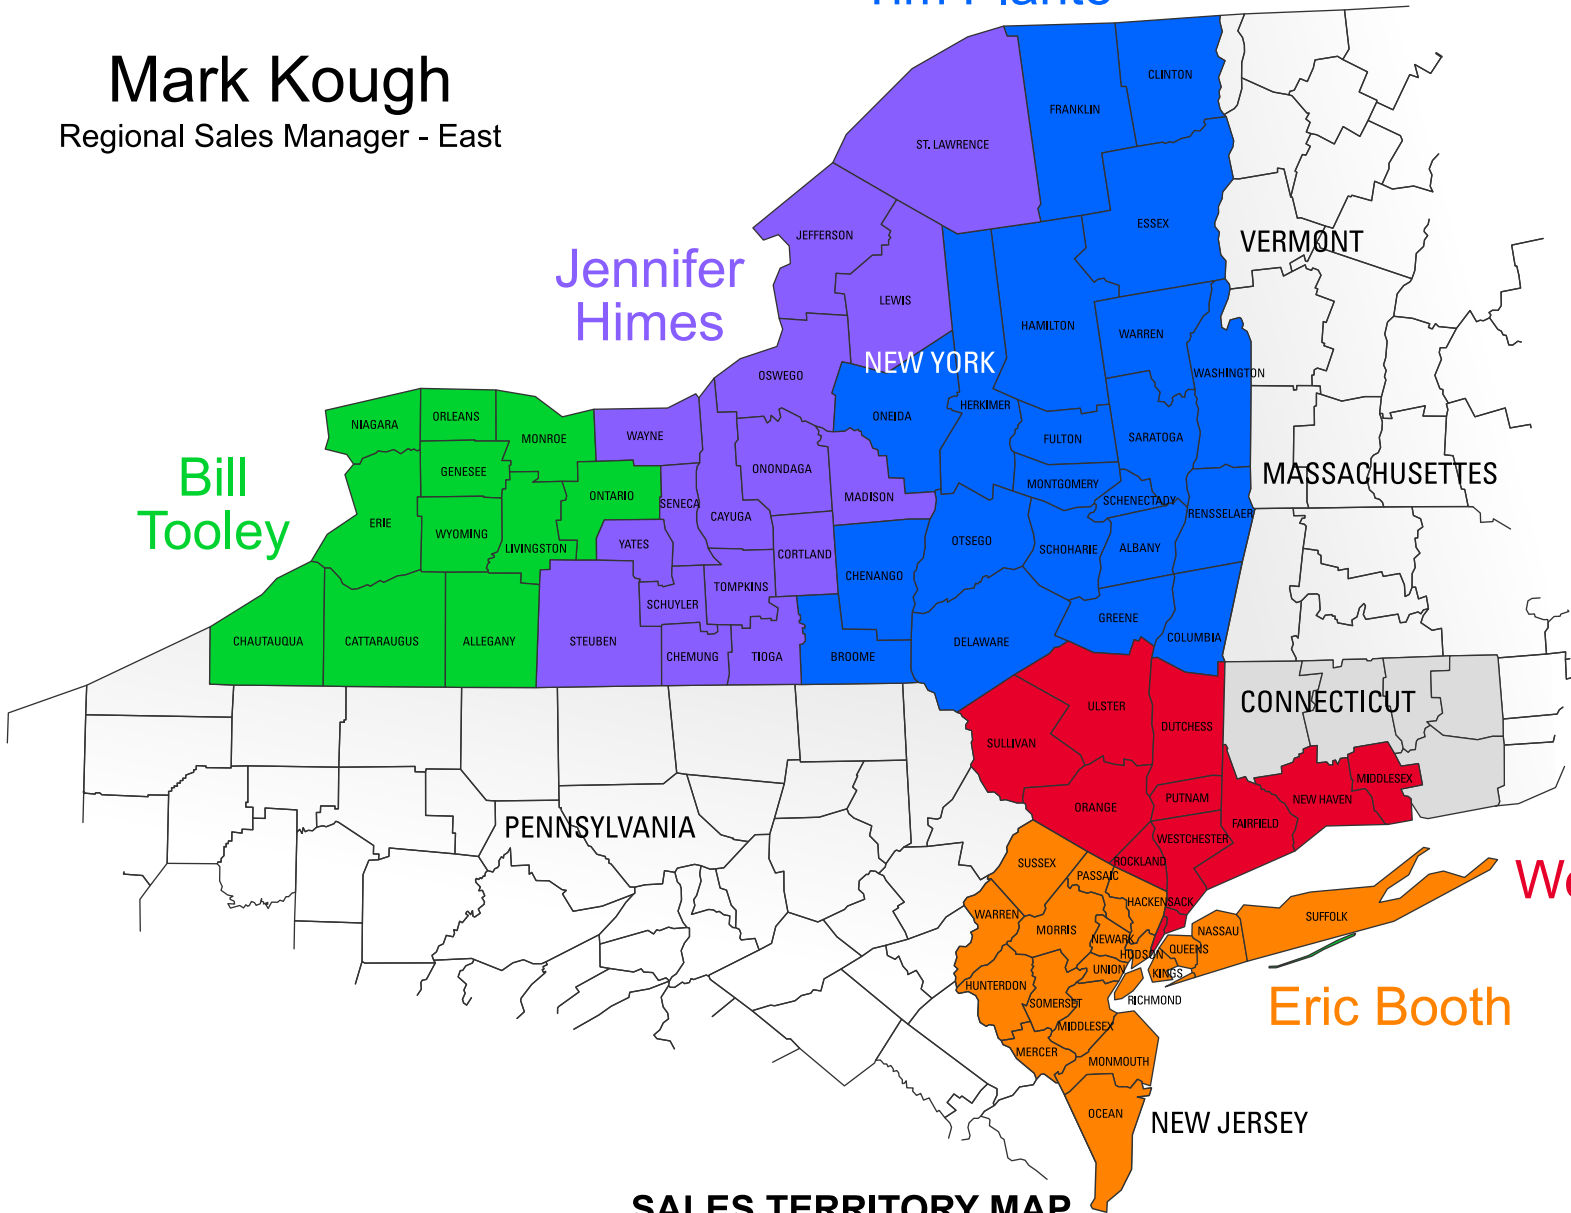 Mark Kough
Regional Sales Manager - East
CLINTON
FRANKLIN
ST. LAWRENCE
ESSEX
JEFFERSON
VERMONT
Jennifer
Himes
LEWIS
HAMILTON
WARREN
NEW YORK
WASHINGTON
OSWEGO
HERKIMER
ONEIDA
NIAGARA
ORLEANS
MONROE
WAYNE
FULTON
SARATOGA
Bill
Tooley
GENESEE
ONONDAGA
MASSACHUSETTS
ONTARIO
SENECA
MADISON
MONTGOMERY
SCHENECTADY
CAYUGA
RENSSELAER
ERIE
WYOMING
LIVINGSTON
YATES
CORTLAND
OTSEGO
SCHOHARIE
ALBANY
CHENANGO
TOMPKINS
SCHUYLER
GREENE
CHAUTAUQUA
CATTARAUGUS
ALLEGANY
STEUBEN
CHEMUNG
TIOGA
BROOME
DELAWARE
COLUMBIA
CONNECTICUT
ULSTER
DUTCHESS
SULLIVAN
MIDDLESEX
PUTNAM
NEW HAVEN
ORANGE
FAIRFIELD
PENNSYLVANIA
WESTCHESTER
ROCKLAND
SUSSEX
PASSAIC
HACKENSACK
WARREN
MORRIS
NEWARK
NASSAU
SUFFOLK
HUDSON
QUEENS
UNION
KINGS
HUNTERDON
SOMERSET
RICHMOND
Eric Booth
MIDDLESEX
MERCER
MONMOUTH
OCEAN
NEW JERSEY
SALES TERRITORY MAP